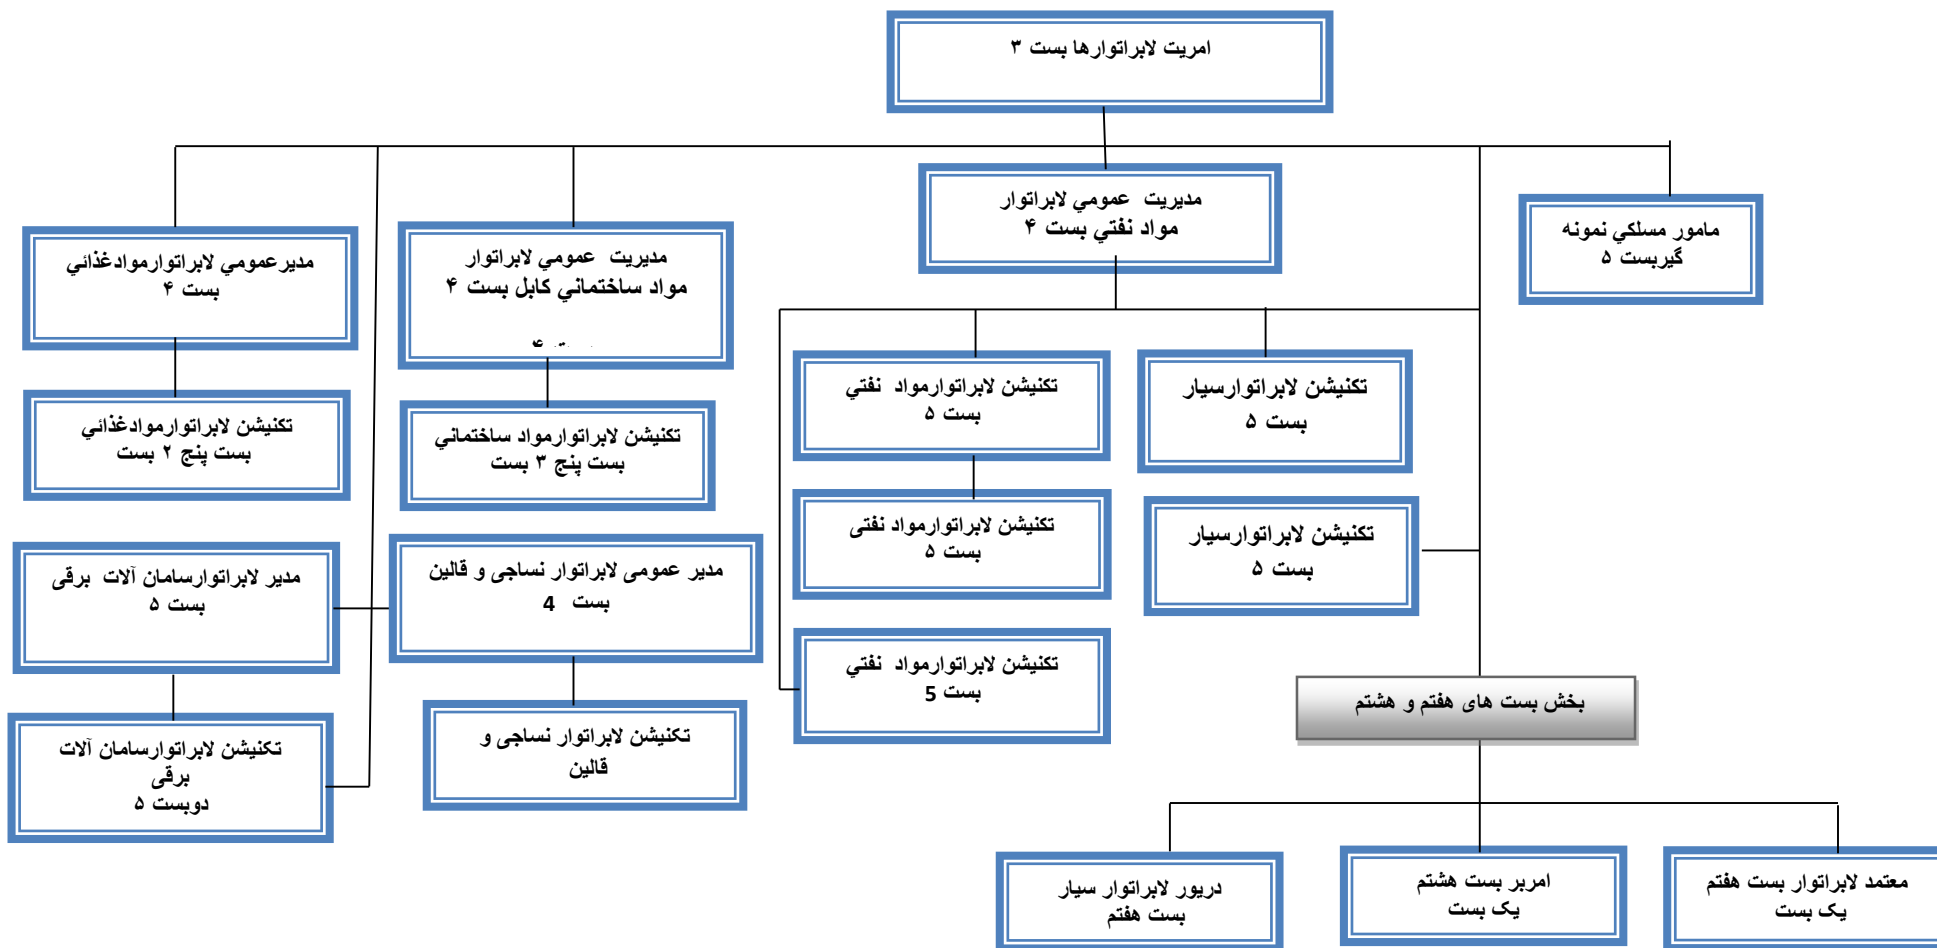 امریت لابراتوارها بست ۳
مدیریت عمومي لابراتوار
مواد نفتي بست ۴
مامور مسلکي نمونه
گیربست ۵
مدیریت عمومي لابراتوار
مواد ساختماني کابل بست ۴
مدیرعمومي لابراتوارموادغذائي
بست ۴
تکنیشن لابراتوارسیار
بست ۵
تکنیشن لابراتوارمواد نفتي
بست ۵
تکنیشن لابراتوارمواد ساختماني
بست پنج ۳ بست
تکنیشن لابراتوارموادغذائي
بست پنج ۲ بست
تکنیشن لابراتوارسیار
بست ۵
تکنیشن لابراتوارمواد نفتی
بست ۵
مدیر عمومی لابراتوار نساجی و قالین
بست 4
مدیر لابراتوارسامان آلات برقی
بست ۵
تکنیشن لابراتوارمواد نفتي
بست 5
بخش بست های هفتم و هشتم
تکنیشن لابراتوار نساجی و
قالین
تکنیشن لابراتوارسامان آلات
برقی
دوبست ۵
معتمد لابراتوار بست هفتم
یک بست
امربر بست هشتم
یک بست
دریور لابراتوار سیار
بست هفتم